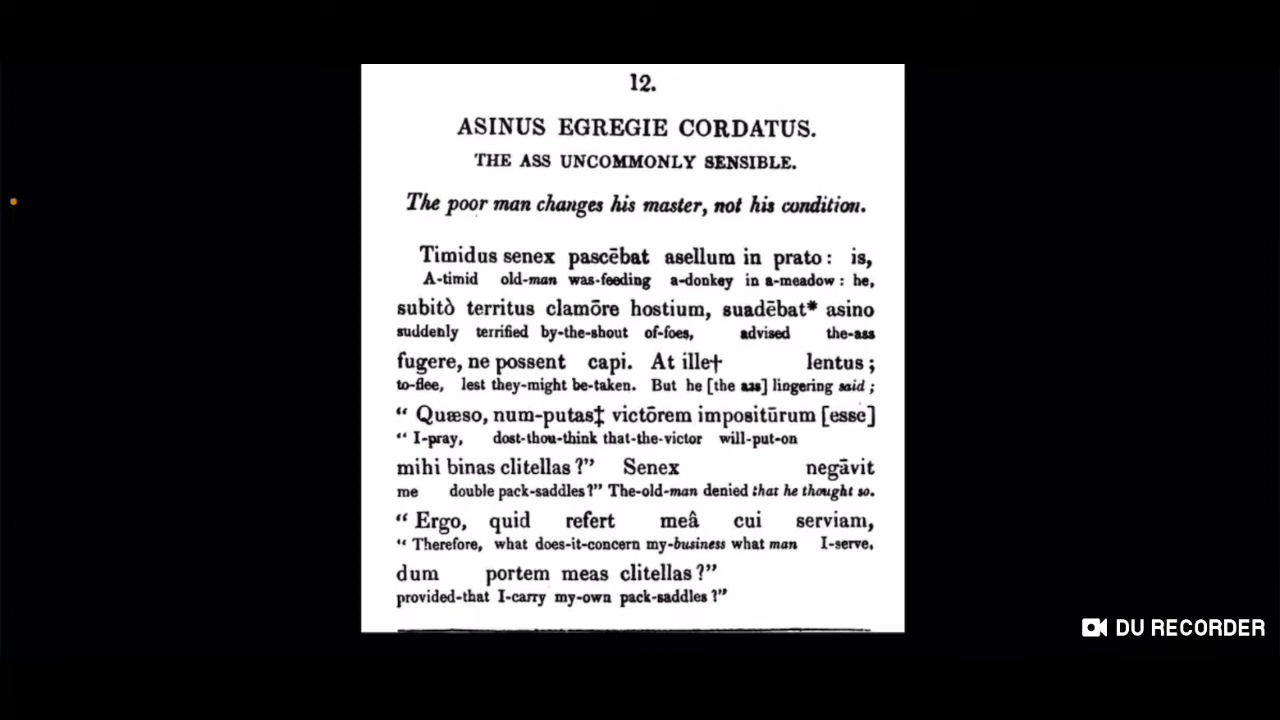 12.
ASINUS EGREGIE CORDATUS.
THE ASS UNCOMMONLY SENSIBLE.
The poor man changes his master, not his condition.
Timidus senex pascēbat asellum in prato : is,
A-timid old-man was-feeding a-donkey in a-meadow : he,
subitò territus clamōre hostium, suadēbat* asino
suddenly terrified by-the-shout of-foes, advised the-ass
fugere, ne possent capi. At ille† lentus ;
to-flee, lest they-might be-taken. But he [the ass] lingering said ;
“ Quæso, num-putas‡ victōrem impositūrum [esse]
“ I-pray, dost-thou-think that-the-victor will-put-on
mihi binas clitellas ?” Senex negāvit
me double pack-saddles ?” The-old-man denied that he thought so.
“ Ergo, quid refert meâ cui serviam,
“ Therefore, what does-it-concern my-business what man I-serve,
dum portem meas clitellas ?”
provided-that I-carry my-own pack-saddles ?”
DU RECORDER